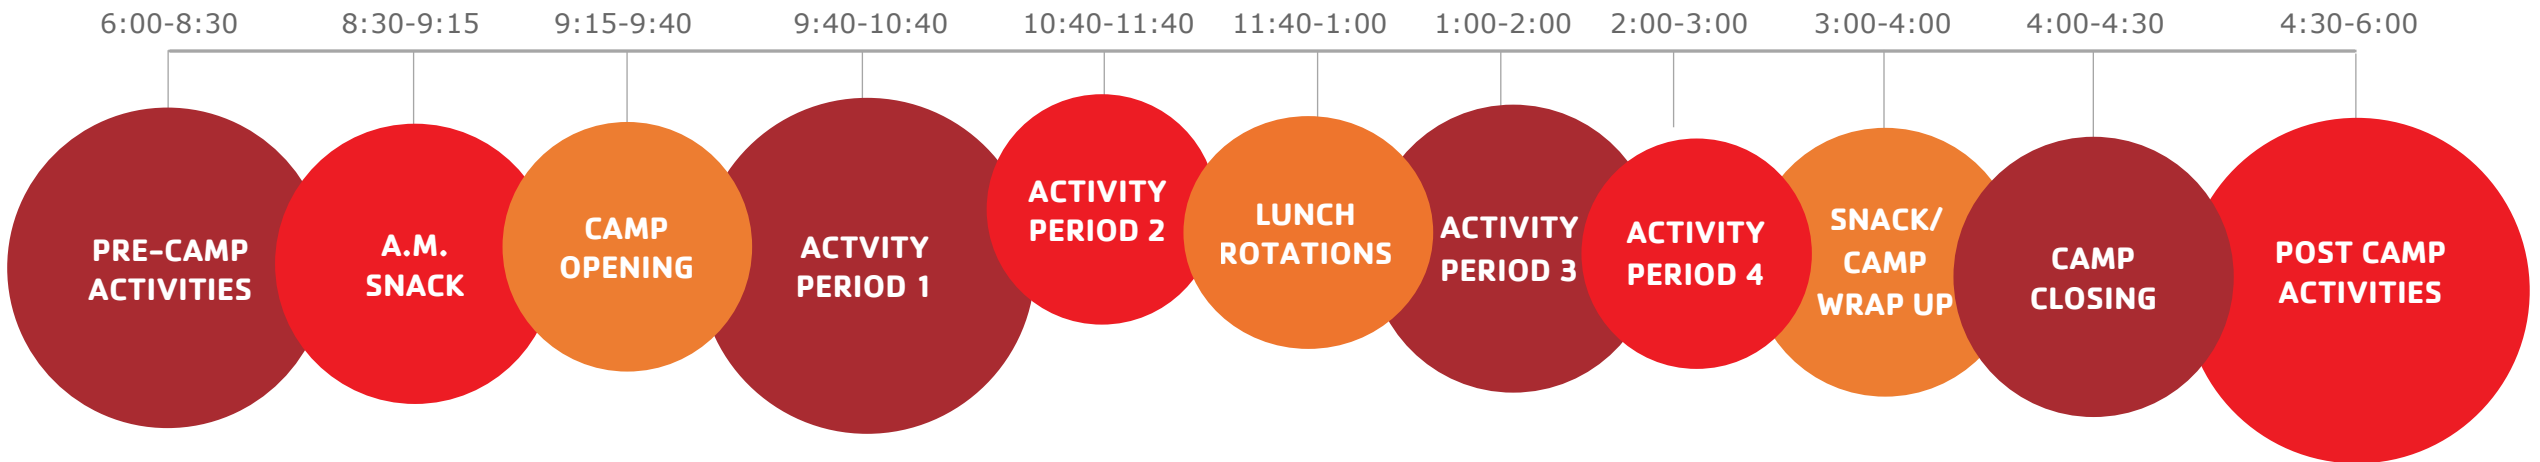 6:00-8:30 8:30-9:15 9:15-9:40 9:40-10:40 10:40-11:40 11:40-1:00 1:00-2:00 2:00-3:00 3:00-4:00 4:00-4:30 4:30-6:00
PRE-CAMP
ACTIVITIES
A.M.
SNACK
CAMP
OPENING
ACTVITY
PERIOD 1
ACTIVITY
PERIOD 2
LUNCH
ROTATIONS
ACTIVITY
PERIOD 3
ACTIVITY
PERIOD 4
SNACK/
CAMP
WRAP UP
CAMP
CLOSING
POST CAMP
ACTIVITIES